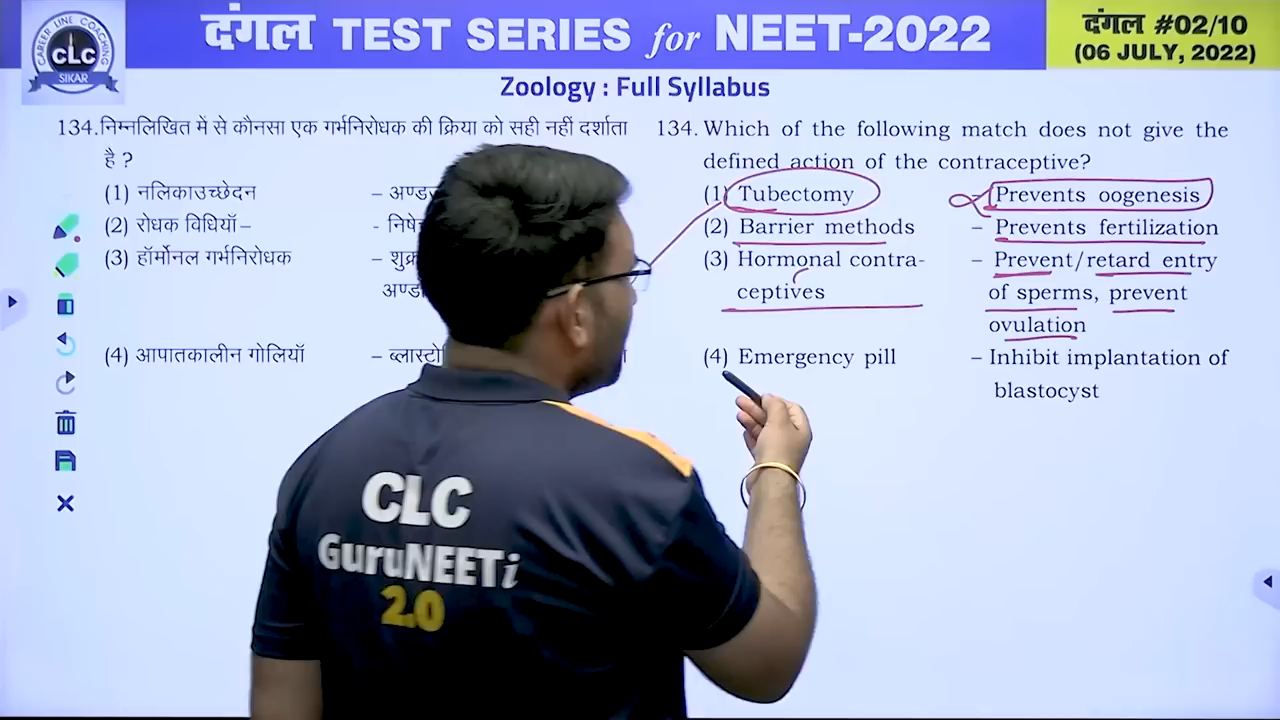 CAREER LINE COACHING
CLC
SIKAR
दंगल TEST SERIES for NEET-2022
दंगल #02/10
(06 JULY, 2022)
Zoology : Full Syllabus
134.निम्नलिखित में से कौनसा एक गर्भनिरोधक की क्रिया को सही नहीं दर्शाता
है ?
(1) नलिकाउच्छेदन –
(2) रोधक विधियॉ– -
(3) हॉर्मोनल गर्भनिरोधक –
(4) आपातकालीन गोलियॉ –
134. Which of the following match does not give the
defined action of the contraceptive?
(1) Tubectomy – Prevents oogenesis
(2) Barrier methods – Prevents fertilization
(3) Hormonal contra- – Prevent/retard entry
ceptives of sperms, prevent
ovulation
(4) Emergency pill – Inhibit implantation of
blastocyst
CLC
GuruNEETi
2.0